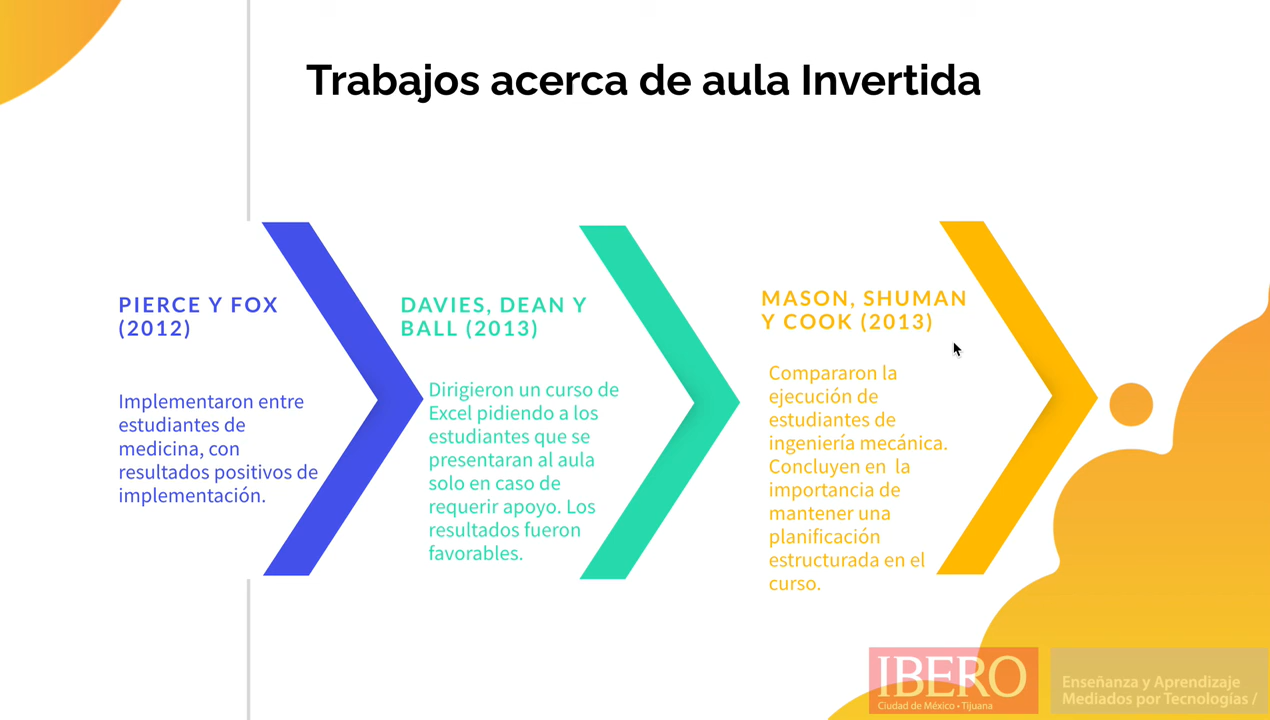 Trabajos acerca de aula Invertida
PIERCE Y FOX
(2012)
Implementaron entre
estudiantes de
medicina, con
resultados positivos de
implementación.
DAVIES, DEAN Y
BALL (2013)
Dirigieron un curso de
Excel pidiendo a los
estudiantes que se
presentaran al aula
solo en caso de
requerir apoyo. Los
resultados fueron
favorables.
MASON, SHUMAN
Y COOK (2013)
Compararon la
ejecución de
estudiantes de
ingeniería mecánica.
Concluyen en  la
importancia de
mantener una
planificación
estructurada en el
curso.
IBERO
Ciudad de México • Tijuana
Enseñanza y Aprendizaje
Mediados por Tecnologías /